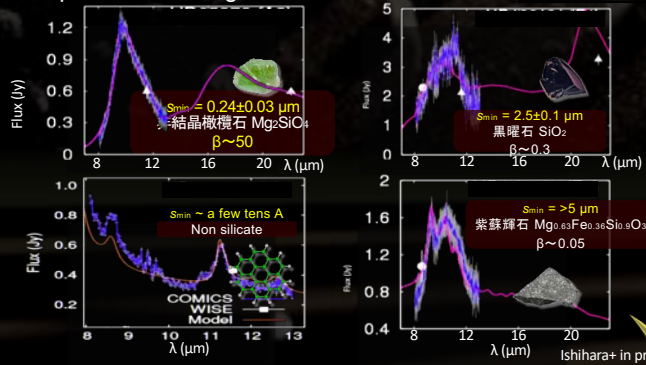 1.2
0.9
0.6
0.3
0
8
12
16
20
Flux (Jy)
λ (μm)
smin = 0.24±0.03 μm
非結晶橄欖石 Mg2SiO4
β～50
5
4
3
2
1
0
8
12
16
20
Flux (Jy)
λ (μm)
smin = 2.5±0.1 μm
黒曜石 SiO2
β～0.3
1.0
0.8
0.6
0.4
0.2
8
9
10
11
12
13
Flux (Jy)
λ (μm)
smin ~ a few tens A
Non silicate
COMICS
WISE
Model
2
1.6
1.2
0.8
0.4
8
12
16
20
Flux (Jy)
λ (μm)
smin = >5 μm
紫蘇輝石 Mg0.63Fe0.36Si0.9O3
β～0.05
Ishihara+ in